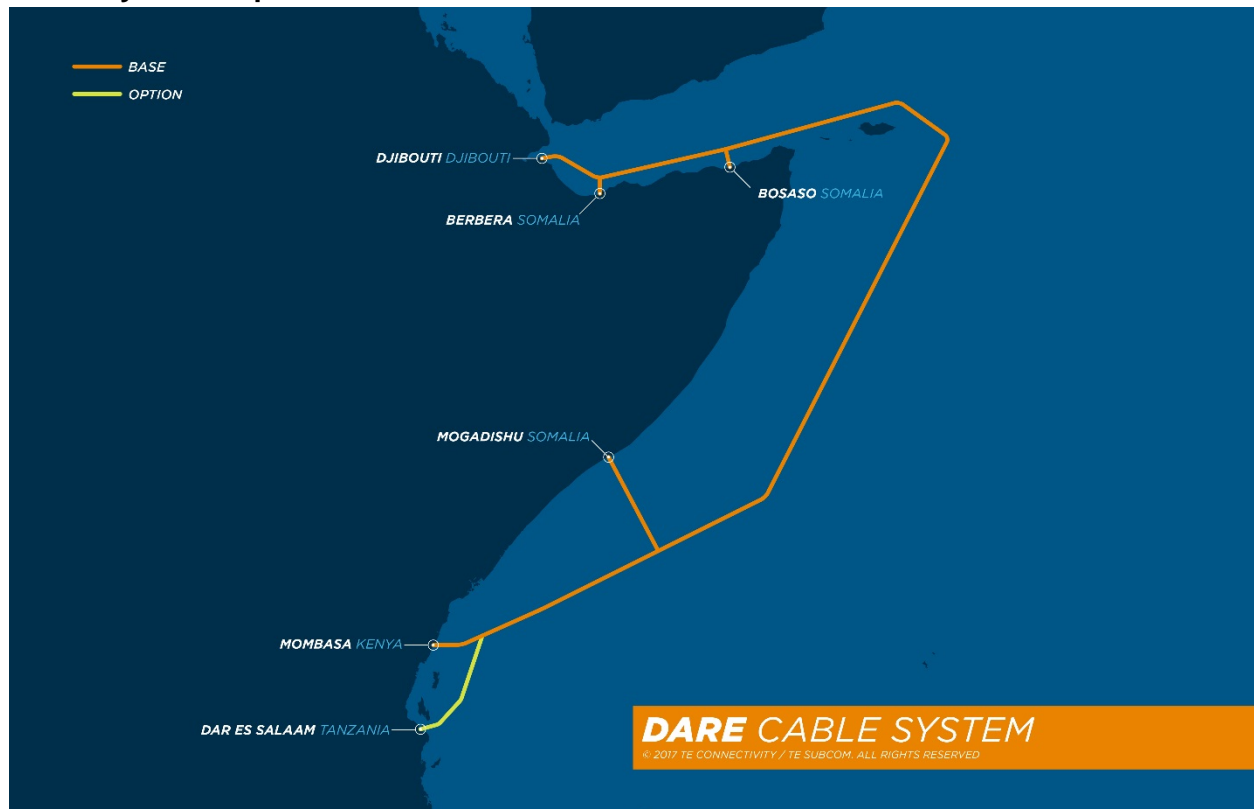 BASE
OPTION
DJIBOUTI DJIBOUTI
BERBERA SOMALIA
BOSASO SOMALIA
MOGADISHU SOMALIA
MOMBASA KENYA
DAR ES SALAAM TANZANIA
DARE CABLE SYSTEM
© 2017 TE CONNECTIVITY / TE SUBCOM. ALL RIGHTS RESERVED